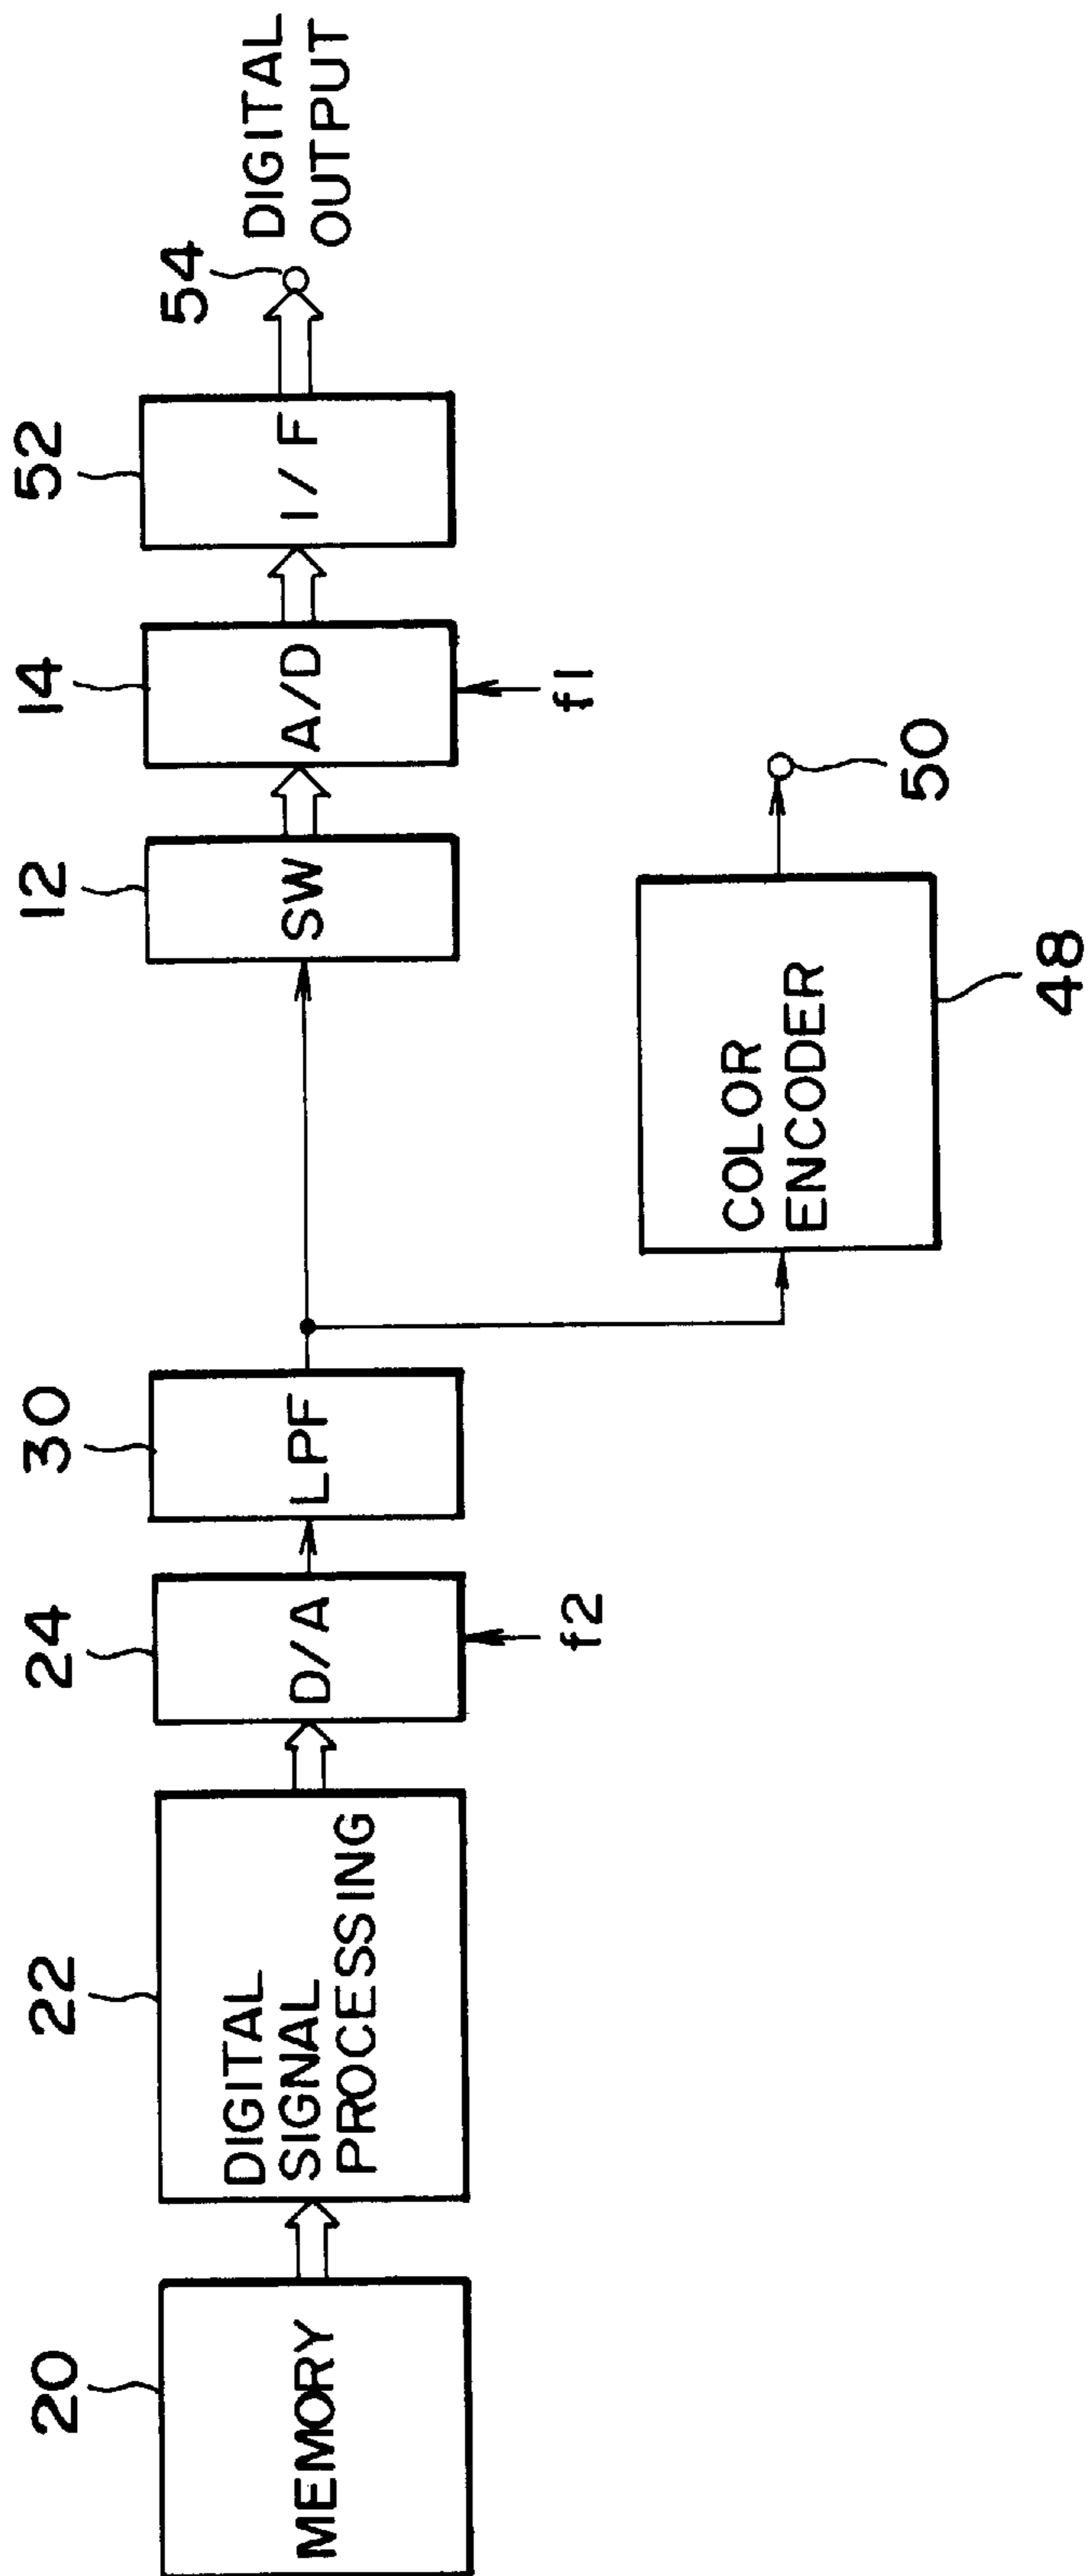 20
22
24
30
12
14
52
54
MEMORY
DIGITAL
SIGNAL
PROCESSING
D/A
LPF
SW
A/D
I/F
DIGITAL
OUTPUT
f2
f1
COLOR
ENCODER
50
48